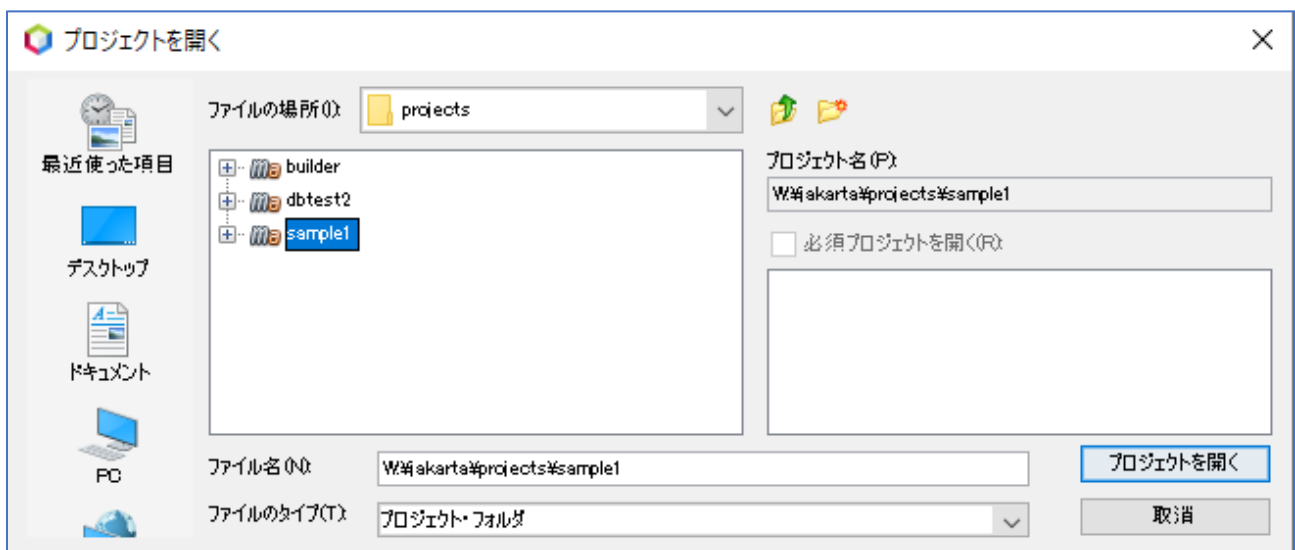 プロジェクトを開く
ファイルの場所(I):
projects
最近使った項目
デスクトップ
ドキュメント
PC
builder
dbtest2
sample1
プロジェクト名(P):
W:¥jakarta¥projects¥sample1
必須プロジェクトを開く(R):
ファイル名(N):
W:¥jakarta¥projects¥sample1
プロジェクトを開く
ファイルのタイプ(T):
プロジェクト・フォルダ
取消